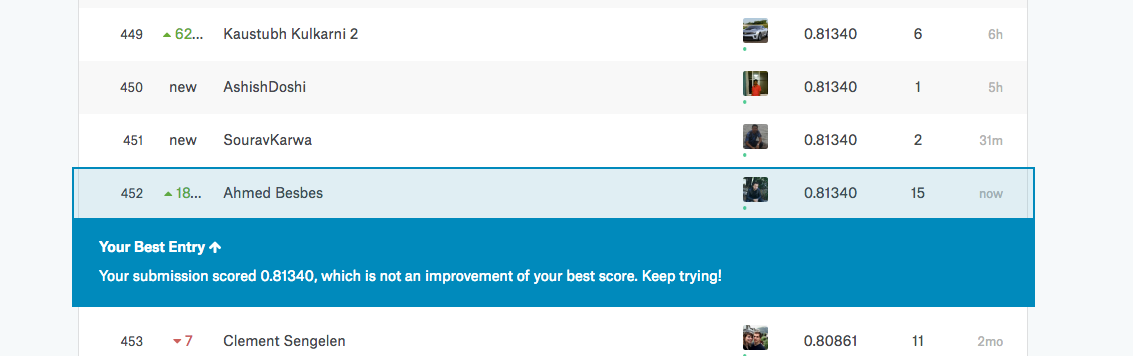 449 62... Kaustubh Kulkarni 2 0.81340 6 6h
450 new AshishDoshi 0.81340 1 5h
451 new SouravKarwa 0.81340 2 31m
452 18... Ahmed Besbes 0.81340 15 now
Your Best Entry
Your submission scored 0.81340, which is not an improvement of your best score. Keep trying!
453 7 Clement Sengelen 0.80861 11 2mo